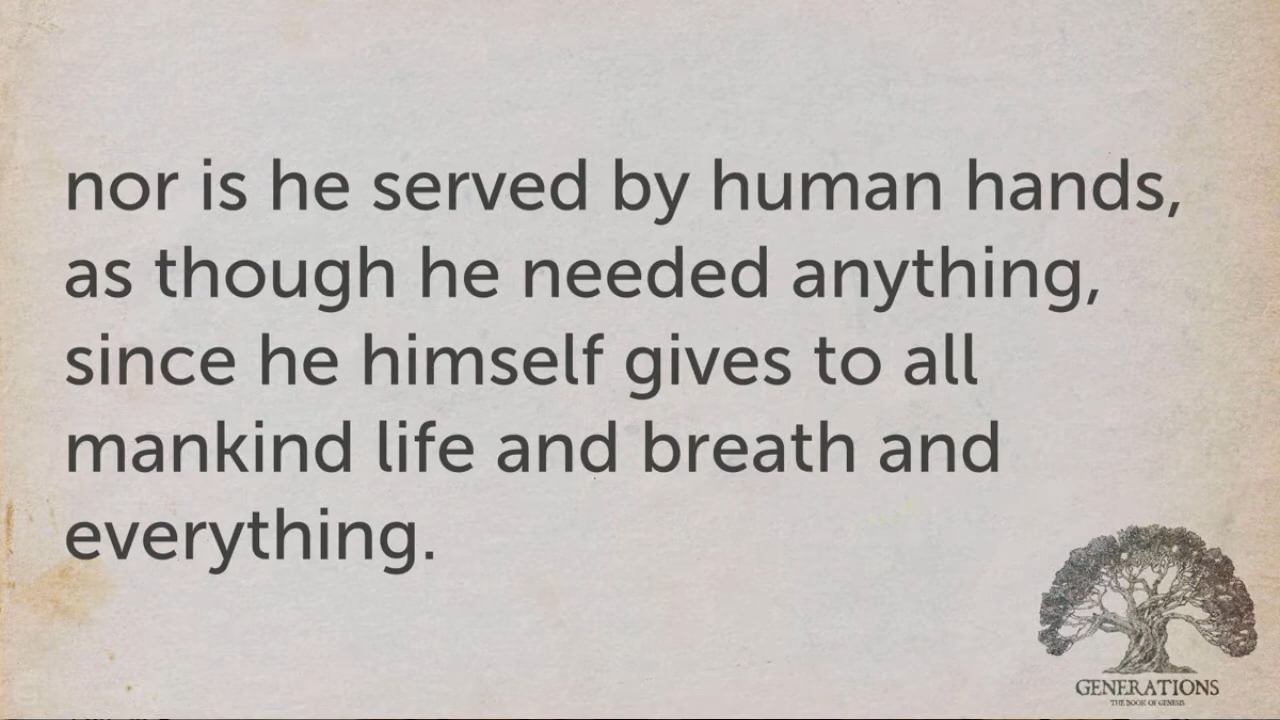 nor is he served by human hands,
as though he needed anything,
since he himself gives to all
mankind life and breath and
everything.
GENERATIONS
THE BOOK OF GENESIS